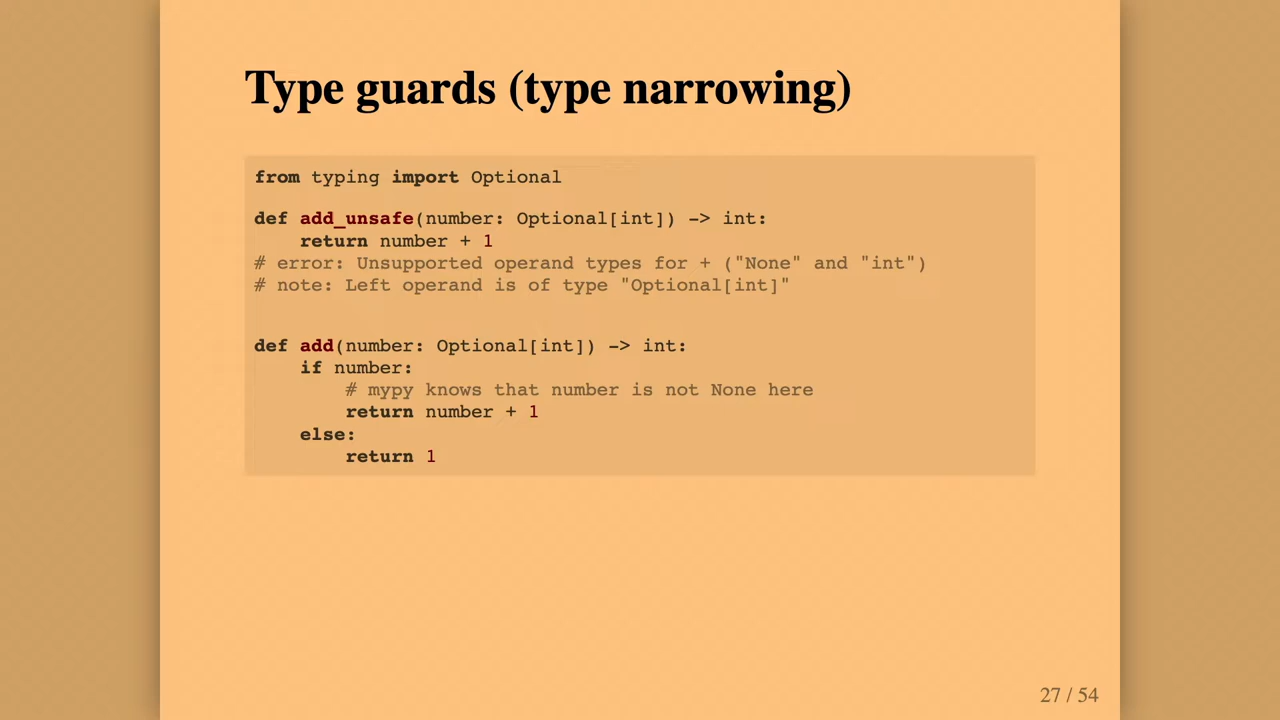 Type guards (type narrowing)
from typing import Optional
def add_unsafe(number: Optional[int]) -> int:
    return number + 1
# error: Unsupported operand types for + ("None" and "int")
# note: Left operand is of type "Optional[int]"
def add(number: Optional[int]) -> int:
    if number:
        # mypy knows that number is not None here
        return number + 1
    else:
        return 1
27 / 54